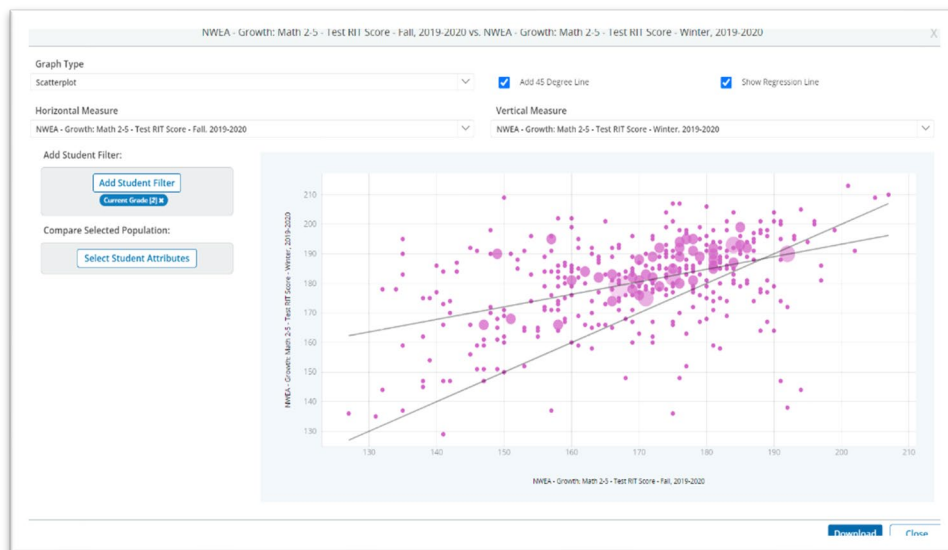 NWEA - Growth: Math 2-5 - Test RIT Score - Fall, 2019-2020 vs. NWEA - Growth: Math 2-5 - Test RIT Score - Winter, 2019-2020
X
Graph Type
Scatterplot
Add 45 Degree Line
Show Regression Line
Horizontal Measure
Vertical Measure
NWEA - Growth: Math 2-5 - Test RIT Score - Fall, 2019-2020
NWEA - Growth: Math 2-5 - Test RIT Score - Winter, 2019-2020
Add Student Filter:
Add Student Filter
Current Grade [2] x
Compare Selected Population:
Select Student Attributes
NWEA - Growth: Math 2-5 - Test RIT Score - Winter, 2019-2020
210
200
190
180
170
160
150
140
130
130 140 150 160 170 180 190 200 210
NWEA - Growth: Math 2-5 - Test RIT Score - Fall, 2019-2020
Download
Close